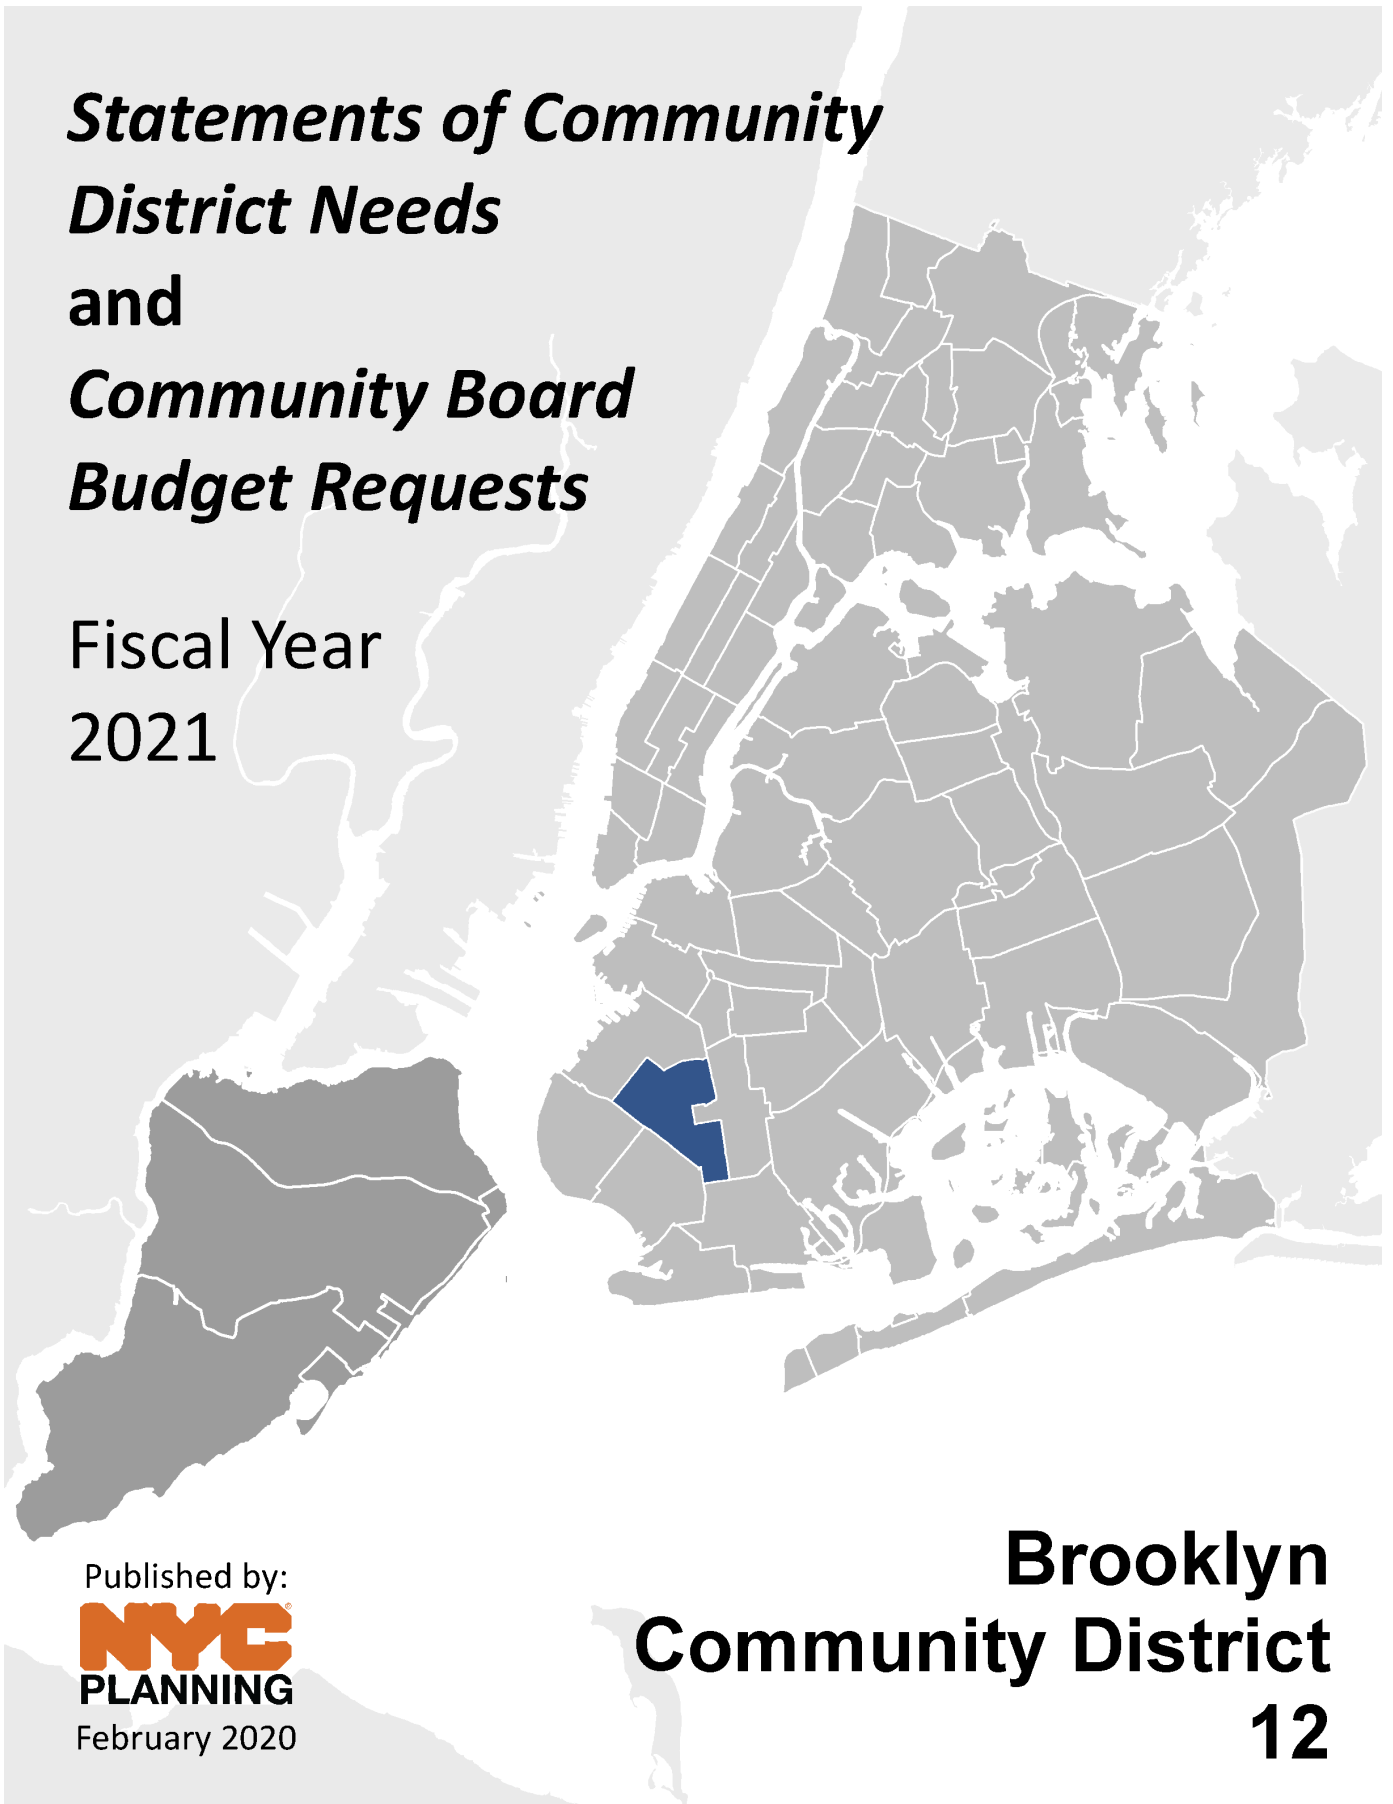 Statements of Community
District Needs
and
Community Board
Budget Requests
Fiscal Year
2021
Published by:
NYC®
PLANNING
February 2020
Brooklyn
Community District
12